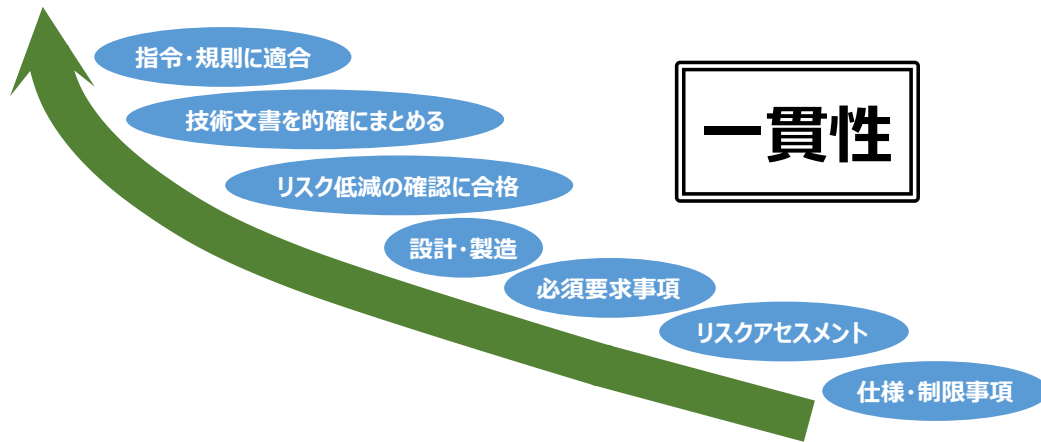 指令・規則に適合
技術文書を的確にまとめる
一貫性
リスク低減の確認に合格
設計・製造
必須要求事項
リスクアセスメント
仕様・制限事項